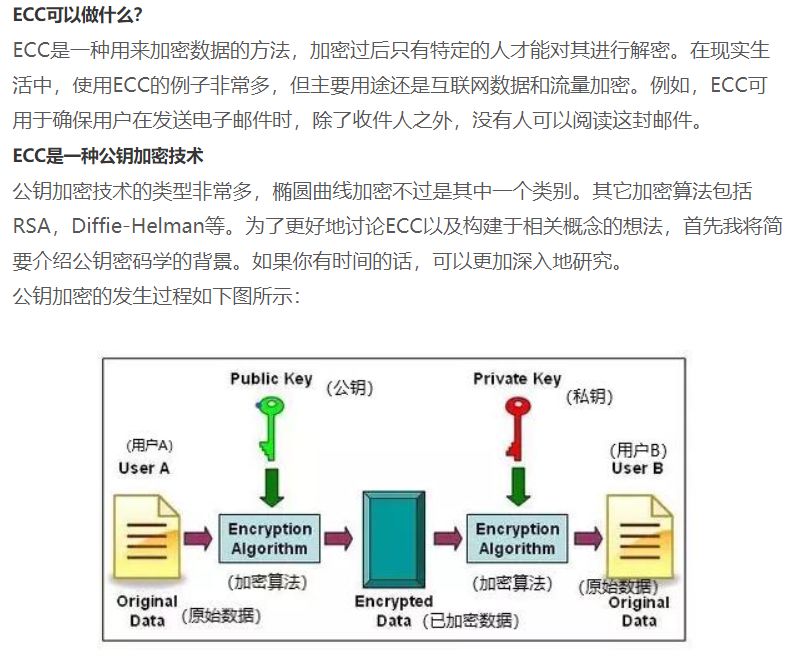 ECC可以做什么？
ECC是一种用来加密数据的方法，加密过后只有特定的人才能对其进行解密。在现实生
活中，使用ECC的例子非常多，但主要用途还是互联网数据和流量加密。例如，ECC可
用于确保用户在发送电子邮件时，除了收件人之外，没有人可以阅读这封邮件。
ECC是一种公钥加密技术
公钥加密技术的类型非常多，椭圆曲线加密不过是其中一个类别。其它加密算法包括
RSA，Diffie-Helman等。为了更好地讨论ECC以及构建于相关概念的想法，首先我将简
要介绍公钥密码学的背景。如果你有时间的话，可以更加深入地研究。
公钥加密的发生过程如下图所示：
Public Key (公钥)
Private Key
(私钥)
(用户A)
User A
(用户B)
User B
Encryption
Algorithm
(加密算法)
Encryption
Algorithm
(加密算法)
Original
Data (原始数据)
Encrypted
Data (已加密数据)
(原始数据)
Original
Data